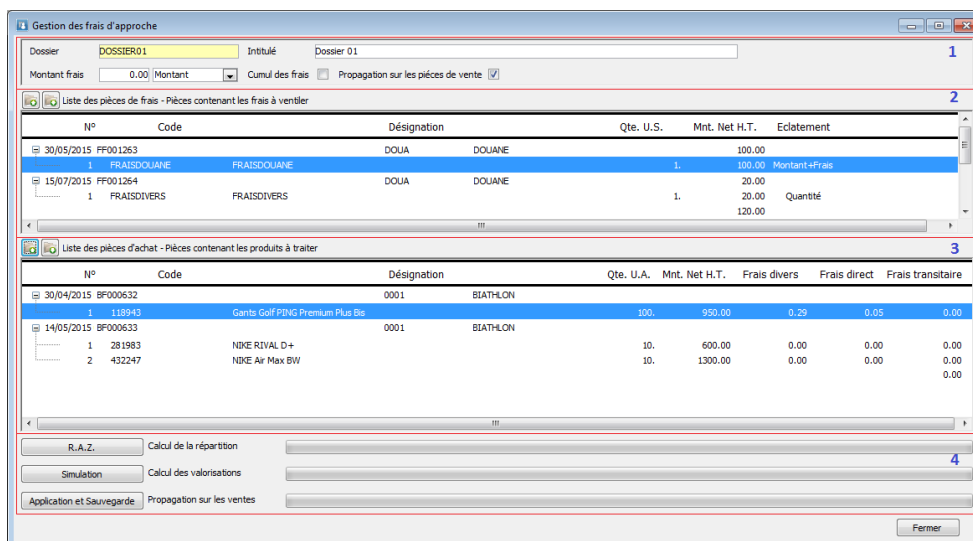 Gestion des frais d'approche
Dossier DOSSIER01 Intitulé Dossier 01 1
Montant frais 0.00 Montant Cumul des frais Propagation sur les piéces de vente
Liste des pièces de frais - Pièces contenant les frais à ventiler 2
N° Code Désignation Qte. U.S. Mnt. Net H.T. Eclatement
30/05/2015 FF001263 DOUA DOUANE 100.00
1 FRAISDOUANE FRAISDOUANE 1. 100.00 Montant+Frais
15/07/2015 FF001264 DOUA DOUANE 20.00
1 FRAISDIVERS FRAISDIVERS 1. 20.00 Quantité
120.00
Liste des pièces d'achat - Pièces contenant les produits à traiter 3
N° Code Désignation Qte. U.A. Mnt. Net H.T. Frais divers Frais direct Frais transitaire
30/04/2015 BF000632 0001 BIATHLON
1 118943 Gants Golf PING Premium Plus Bis 100. 950.00 0.29 0.05 0.00
14/05/2015 BF000633 0001 BIATHLON
1 281983 NIKE RIVAL D+ 10. 600.00 0.00 0.00 0.00
2 432247 NIKE Air Max BW 10. 1300.00 0.00 0.00 0.00
0.00
R.A.Z. Calcul de la répartition
4
Simulation Calcul des valorisations
Application et Sauvegarde Propagation sur les ventes
Fermer